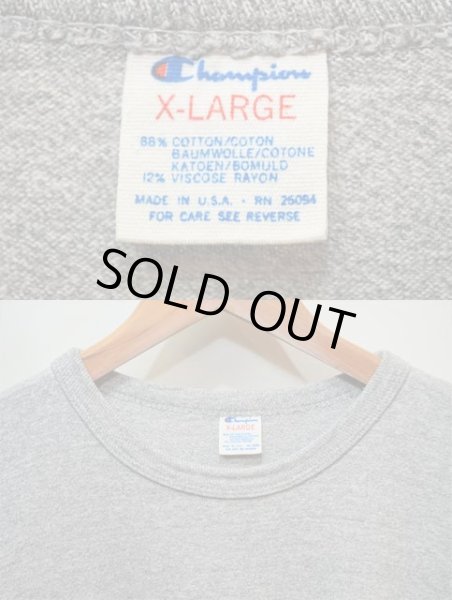 Champion
X-LARGE
88% COTTON/COTON
BAUMWOLLE/COTONE
KATOEN/BOMULD
12% VISCOSE RAYON
MADE IN U.S.A. · RN 26094
FOR CARE SEE REVERSE
SOLD OUT
Champion
X-LARGE